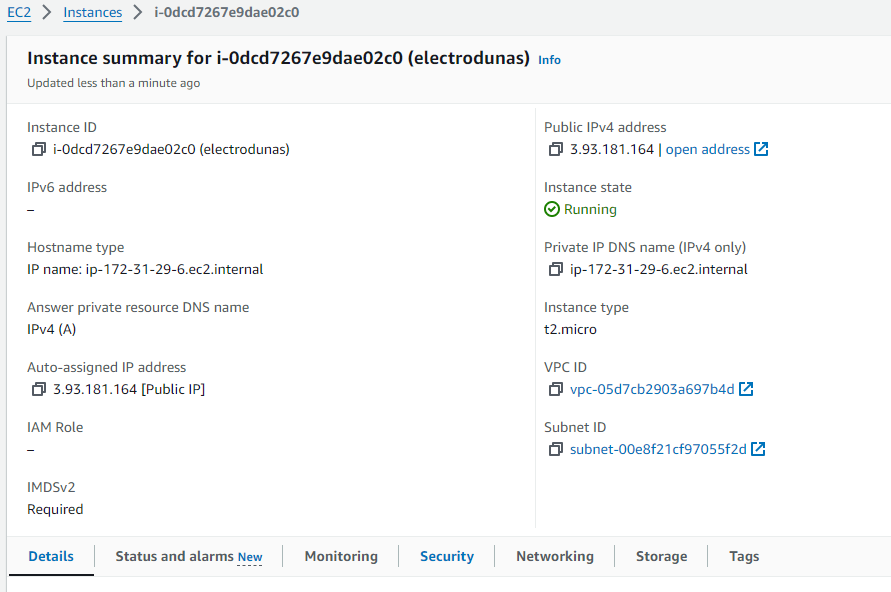 EC2 > Instances > i-0dcd7267e9dae02c0
Instance summary for i-0dcd7267e9dae02c0 (electrodunas) Info
Updated less than a minute ago
Instance ID
i-0dcd7267e9dae02c0 (electrodunas)
IPv6 address
–
Hostname type
IP name: ip-172-31-29-6.ec2.internal
Answer private resource DNS name
IPv4 (A)
Auto-assigned IP address
3.93.181.164 [Public IP]
IAM Role
–
IMDSv2
Required
Public IPv4 address
3.93.181.164 | open address
Instance state
Running
Private IP DNS name (IPv4 only)
ip-172-31-29-6.ec2.internal
Instance type
t2.micro
VPC ID
vpc-05d7cb2903a697b4d
Subnet ID
subnet-00e8f21cf97055f2d
Details Status and alarms New Monitoring Security Networking Storage Tags